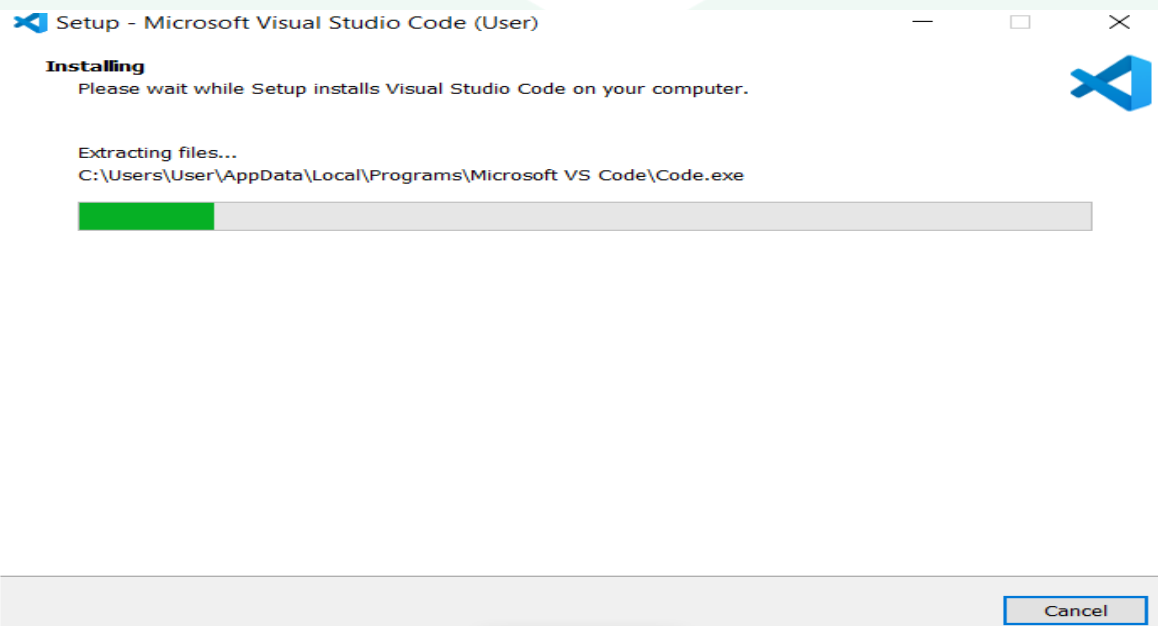 Setup - Microsoft Visual Studio Code (User)
Installing
Please wait while Setup installs Visual Studio Code on your computer.
Extracting files...
C:\Users\User\AppData\Local\Programs\Microsoft VS Code\Code.exe
Cancel